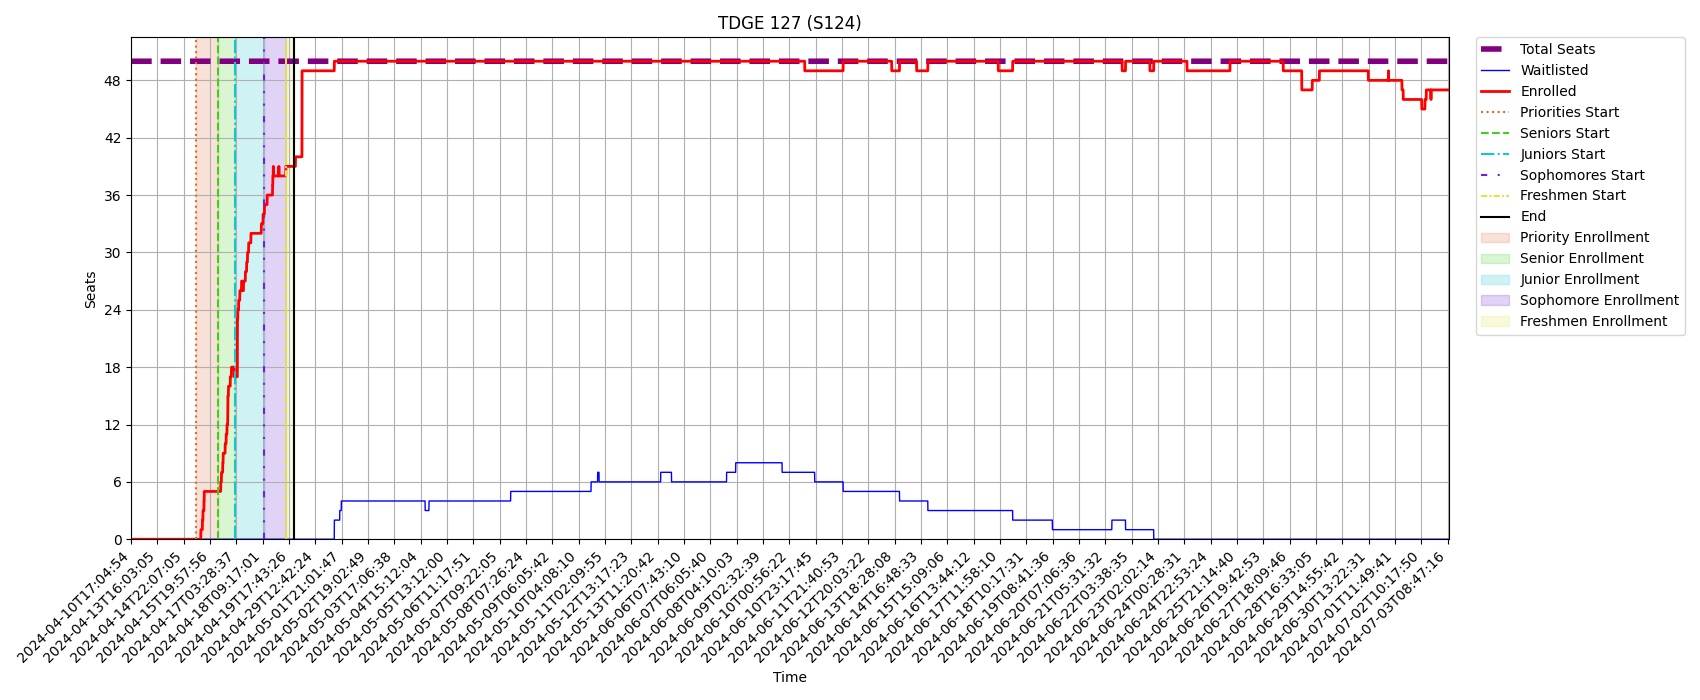 TDGE 127 (S124)
Total Seats
Waitlisted
Enrolled
Priorities Start
Seniors Start
Juniors Start
Sophomores Start
Freshmen Start
End
Priority Enrollment
Senior Enrollment
Junior Enrollment
Sophomore Enrollment
Freshmen Enrollment
Seats
48
42
36
30
24
18
12
6
0
2024-04-10T17:04:54
2024-04-13T16:03:05
2024-04-14T22:07:05
2024-04-15T19:57:56
2024-04-17T03:28:37
2024-04-18T09:17:01
2024-04-19T17:43:26
2024-04-29T12:42:24
2024-05-01T21:01:47
2024-05-02T19:02:49
2024-05-03T17:06:38
2024-05-04T15:12:04
2024-05-05T13:12:00
2024-05-06T11:17:51
2024-05-07T09:22:05
2024-05-08T07:26:24
2024-05-09T06:05:42
2024-05-10T04:08:10
2024-05-11T02:09:55
2024-05-12T13:17:23
2024-05-13T11:20:42
2024-06-06T07:43:10
2024-06-07T06:05:40
2024-06-08T04:10:03
2024-06-09T02:32:39
2024-06-10T00:56:22
2024-06-10T23:17:45
2024-06-11T21:40:53
2024-06-12T20:03:22
2024-06-13T18:28:08
2024-06-14T16:48:33
2024-06-15T15:09:06
2024-06-16T13:44:12
2024-06-17T11:58:10
2024-06-18T10:17:31
2024-06-19T08:41:36
2024-06-20T07:06:36
2024-06-21T05:31:32
2024-06-22T03:38:35
2024-06-23T02:02:14
2024-06-24T00:28:31
2024-06-24T22:53:24
2024-06-25T21:14:40
2024-06-26T19:42:53
2024-06-27T18:09:46
2024-06-28T16:33:05
2024-06-29T14:55:42
2024-06-30T13:22:31
2024-07-01T11:49:41
2024-07-02T10:17:50
2024-07-03T08:47:16
Time